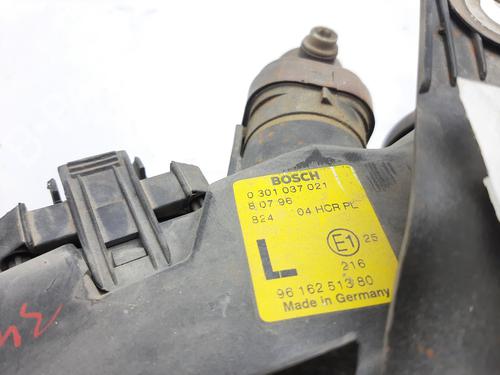 BOSCH
0 301 037 021
8 07 96
824 04 HCR PL
L E1 25
216
96 162 513 80
Made in Germany